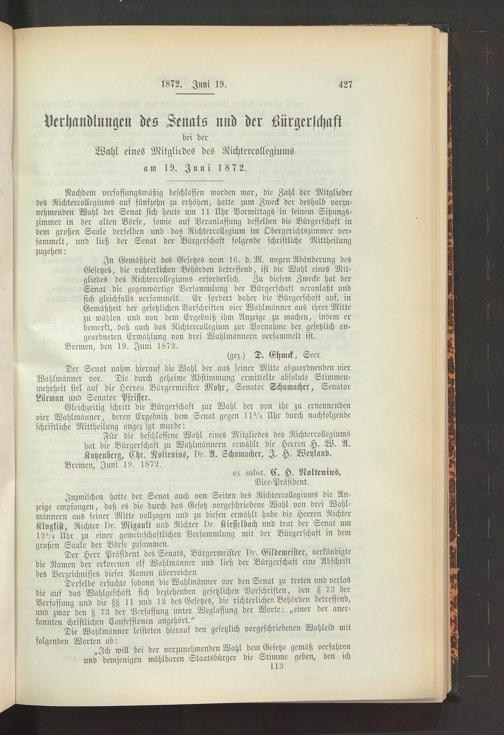 1872. Juni 19. 427
Verhandlungen des Senats und der Bürgerschaft
bei der
Wahl eines Mitgliedes des Richtercollegiums
am 19. Juni 1872.
Nachdem verfassungsmäßig beschlossen worden war, die Zahl der Mitglieder
des Richtercollegiums auf fünfzehn zu erhöhen, hatte zum Zweck der deshalb vorzu-
nehmenden Wahl der Senat sich heute um 11 Uhr Vormittags in seinem Sitzungs-
zimmer in der alten Börse, sowie auf Veranlassung desselben die Bürgerschaft in
dem großen Saale derselben und das Richtercollegium im Obergerichtszimmer ver-
sammelt, und ließ der Senat der Bürgerschaft folgende schriftliche Mittheilung
zugehen:
In Gemäßheit des Gesetzes vom 16. d. M. wegen Abänderung des
Gesetzes, die richterlichen Behörden betreffend, ist die Wahl eines Mit-
gliedes des Richtercollegiums erforderlich. Zu diesem Zwecke hat der
Senat die gegenwärtige Versammlung der Bürgerschaft veranlaßt und
sich gleichfalls versammelt. Er fordert daher die Bürgerschaft auf, in
Gemäßheit der gesetzlichen Vorschriften vier Wahlmänner aus ihrer Mitte
zu wählen und von dem Ergebniß ihm Anzeige zu machen, indem er
bemerkt, daß auch das Richtercollegium zur Vornahme der gesetzlich an-
geordneten Erwählung von drei Wahlmännern versammelt ist.
Bremen, den 19. Juni 1872.
(gez.) D. Ehmck, Secr.
Der Senat nahm hierauf die Wahl der aus seiner Mitte abzuordnenden vier
Wahlmänner vor. Die durch geheime Abstimmung ermittelte absolute Stimmen-
mehrheit fiel auf die Herren Bürgermeister Mohr, Senator Schumacher, Senator
Lürman und Senator Pfeiffer.
Gleichzeitig schritt die Bürgerschaft zur Wahl der von ihr zu ernennenden
vier Wahlmänner, deren Ergebniß dem Senat gegen 11¾ Uhr durch nachfolgende
schriftliche Mittheilung angezeigt wurde:
Für die beschlossene Wahl eines Mitgliedes des Richtercollegiums
hat die Bürgerschaft zu Wahlmännern erwählt die Herren H. W. A.
Kotzenberg, Chr. Noltenius, Dr. A. Schumacher, J. H. Weyland.
Bremen, Juni 19. 1872.
ex subst. C. H. Noltenius,
Vice-Präsident.
Inzwischen hatte der Senat auch von Seiten des Richtercollegiums die An-
zeige empfangen, daß es die durch das Gesetz vorgeschriebene Wahl von drei Wahl-
männern aus seiner Mitte vollzogen und zu diesen erwählt habe die Herren Richter
Klugkist, Richter Dr. Migault und Richter Dr. Kießelbach und trat der Senat um
12¾ Uhr zu einer gemeinschaftlichen Versammlung mit der Bürgerschaft in dem
großen Saale der Börse zusammen.
Der Herr Präsident des Senats, Bürgermeister Dr. Gildemeister, verkündigte
die Namen der erkorenen elf Wahlmänner und ließ der Bürgerschaft eine Abschrift
des Verzeichnisses dieser Namen überreichen
Derselbe ersuchte sodann die Wahlmänner vor den Senat zu treten und verlas
die auf das Wahlgeschäft sich beziehenden gesetzlichen Vorschriften, den § 73 der
Verfassung und die §§ 11 und 12 des Gesetzes, die richterlichen Behörden betreffend,
und zwar den § 73 der Verfassung unter Weglassung der Worte: „einer der aner-
kannten christlichen Confessionen angehört."
Die Wahlmänner leisteten hierauf den gesetzlich vorgeschriebenen Wahleid mit
folgenden Worten ab:
„Ich will bei der vorzunehmenden Wahl dem Gesetze gemäß verfahren
und demjenigen wählbaren Staatsbürger die Stimme geben, den ich
113